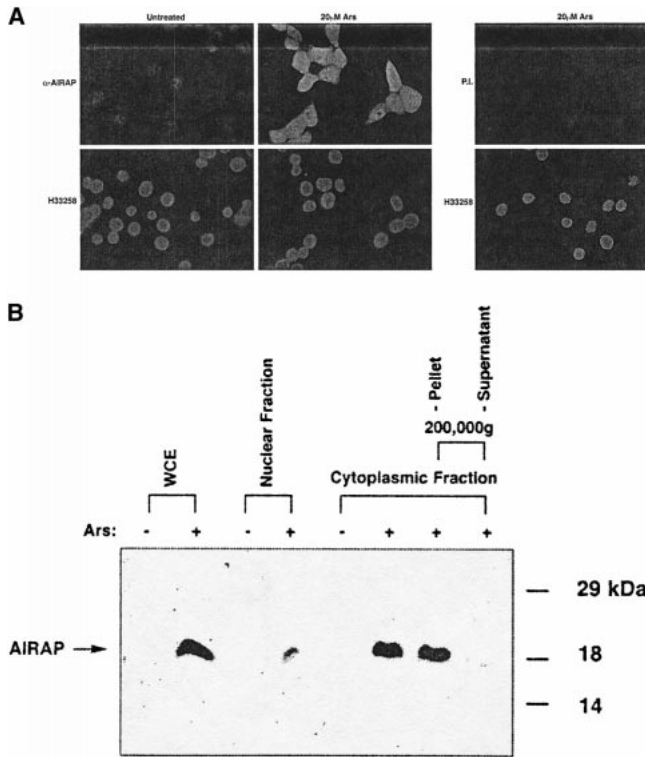 A
Untreated
20μM Ars
20μM Ars
α-AIRAP
P.I.
H33258
H33258
B
WCE
Nuclear Fraction
- Pellet
- Supernatant
200,000g
Cytoplasmic Fraction
Ars: - + - + - + + +
29 kDa
AIRAP
18
14